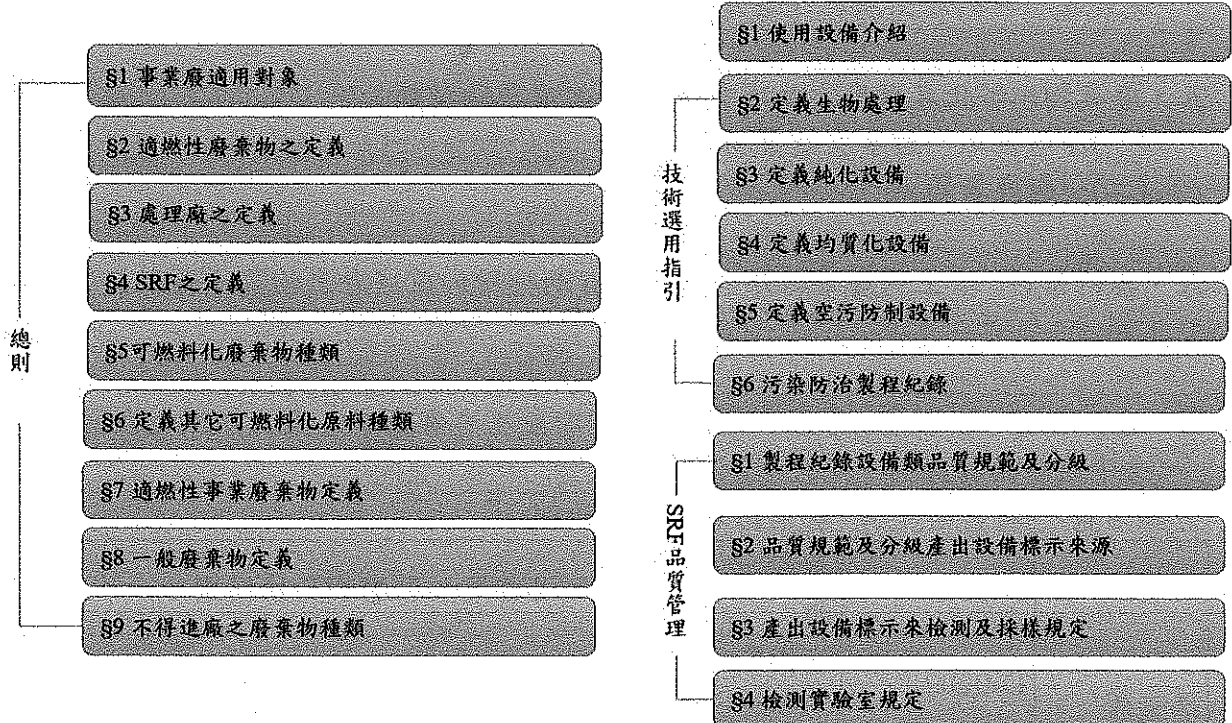 總則
§1 事業廢適用對象
§2 適燃性廢棄物之定義
§3 處理廠之定義
§4 SRF之定義
§5可燃料化廢棄物種類
§6 定義其它可燃料化原料種類
§7 適燃性事業廢棄物定義
§8 一般廢棄物定義
§9 不得進廠之廢棄物種類
技術選用指引
§1 使用設備介紹
§2 定義生物處理
§3 定義純化設備
§4 定義均質化設備
§5 定義空污防制設備
§6 污染防治製程紀錄
SRF品質管理
§1 製程紀錄設備類品質規範及分級
§2 品質規範及分級產出設備標示來源
§3 產出設備標示來檢測及採樣規定
§4 檢測實驗室規定